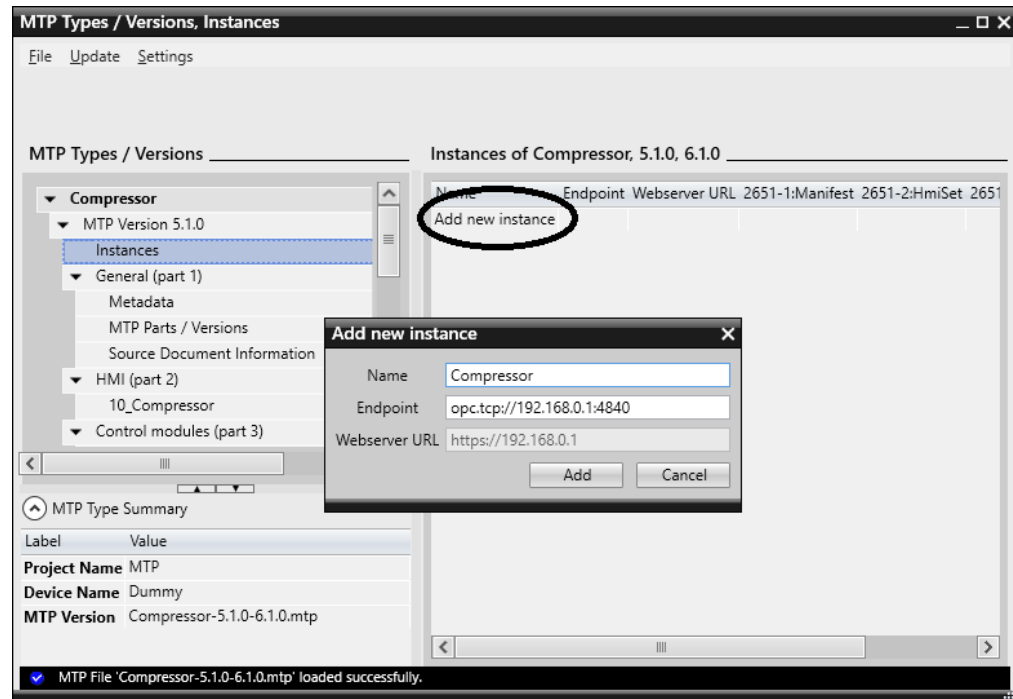 MTP Types / Versions, Instances
File Update Settings
MTP Types / Versions
Compressor
MTP Version 5.1.0
Instances
General (part 1)
Metadata
MTP Parts / Versions
Source Document Information
HMI (part 2)
10_Compressor
Control modules (part 3)
MTP Type Summary
Label Value
Project Name MTP
Device Name Dummy
MTP Version Compressor-5.1.0-6.1.0.mtp
Instances of Compressor, 5.1.0, 6.1.0
Name Endpoint Webserver URL 2651-1:Manifest 2651-2:HmiSet 2651
Add new instance
Add new instance
Name Compressor
Endpoint opc.tcp://192.168.0.1:4840
Webserver URL https://192.168.0.1
Add Cancel
MTP File 'Compressor-5.1.0-6.1.0.mtp' loaded successfully.